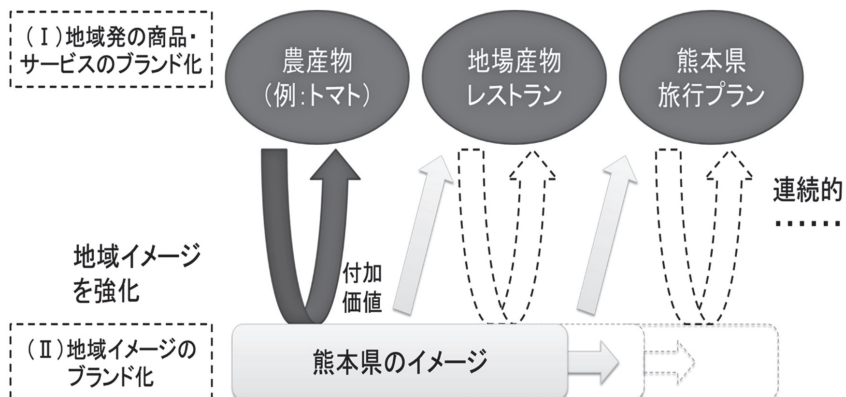 (Ⅰ)地域発の商品・
サービスのブランド化
農産物
(例:トマト)
地場産物
レストラン
熊本県
旅行プラン
連続的
……
地域イメージ
を強化
付加
価値
(Ⅱ)地域イメージの
ブランド化
熊本県のイメージ